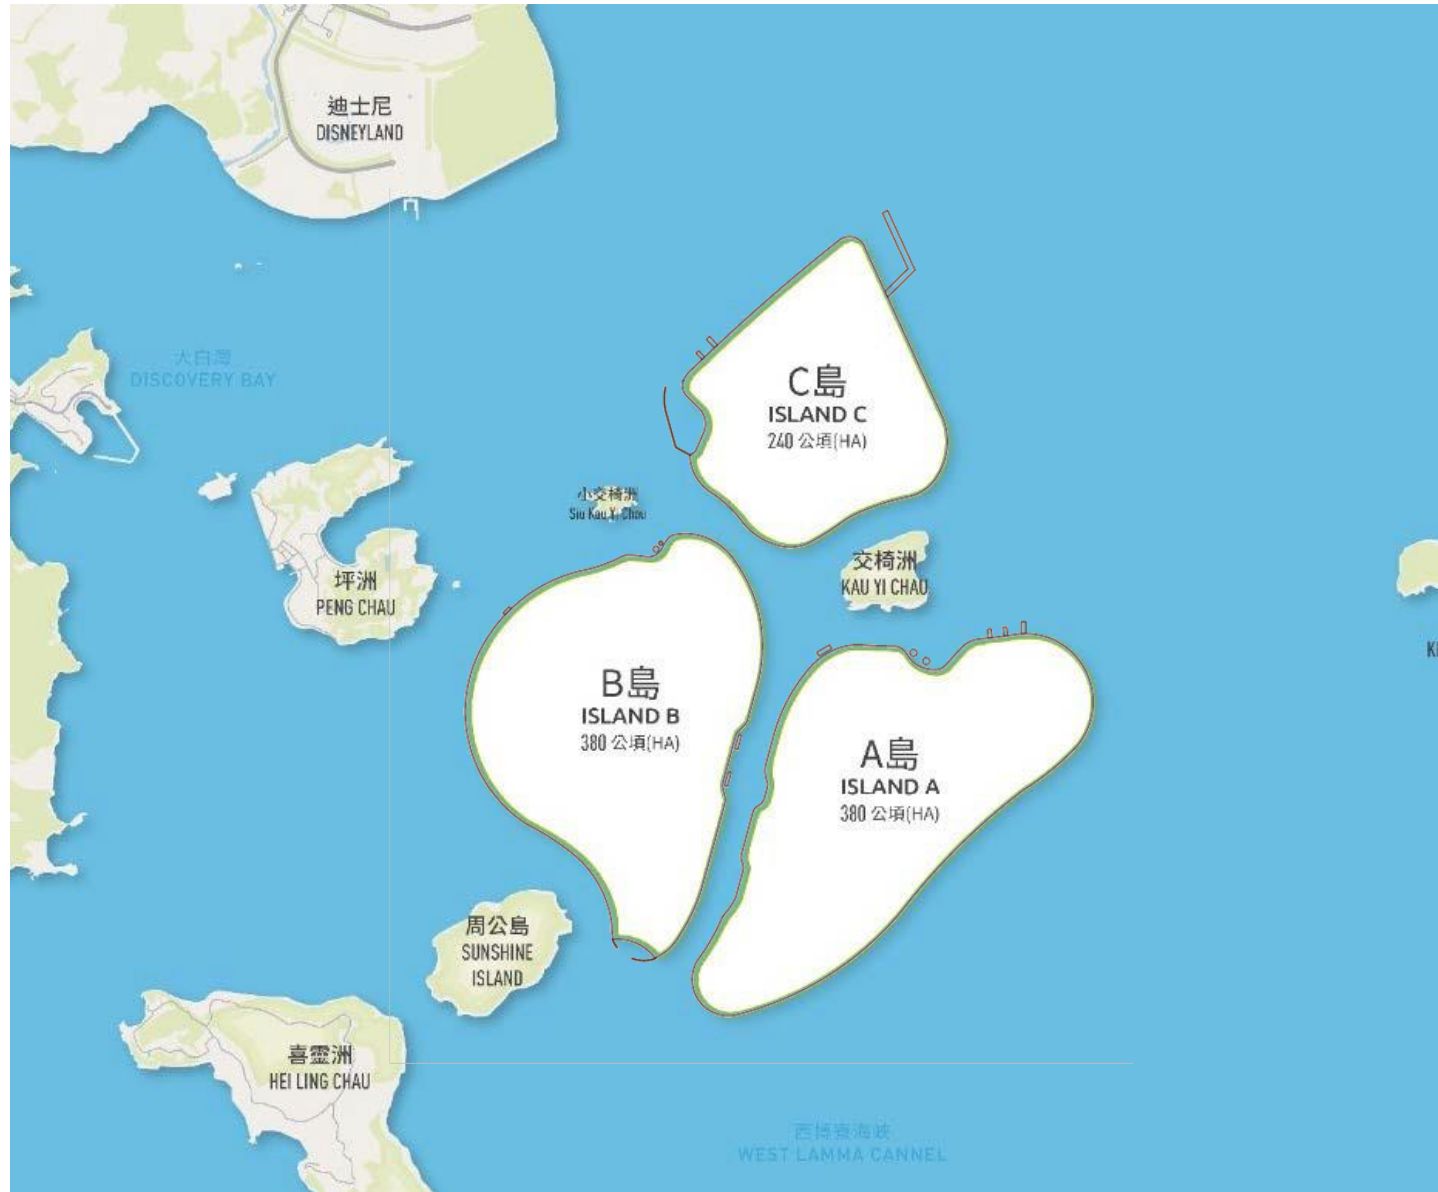 迪士尼
DISNEYLAND
大白灣
DISCOVERY BAY
C島
ISLAND C
240 公頃(HA)
小交椅洲
Siu Kau Yi Chau
交椅洲
KAU YI CHAU
坪洲
PENG CHAU
B島
ISLAND B
380 公頃(HA)
A島
ISLAND A
380 公頃(HA)
周公島
SUNSHINE
ISLAND
喜靈洲
HEI LING CHAU
西博寮海峽
WEST LAMMA CANNEL